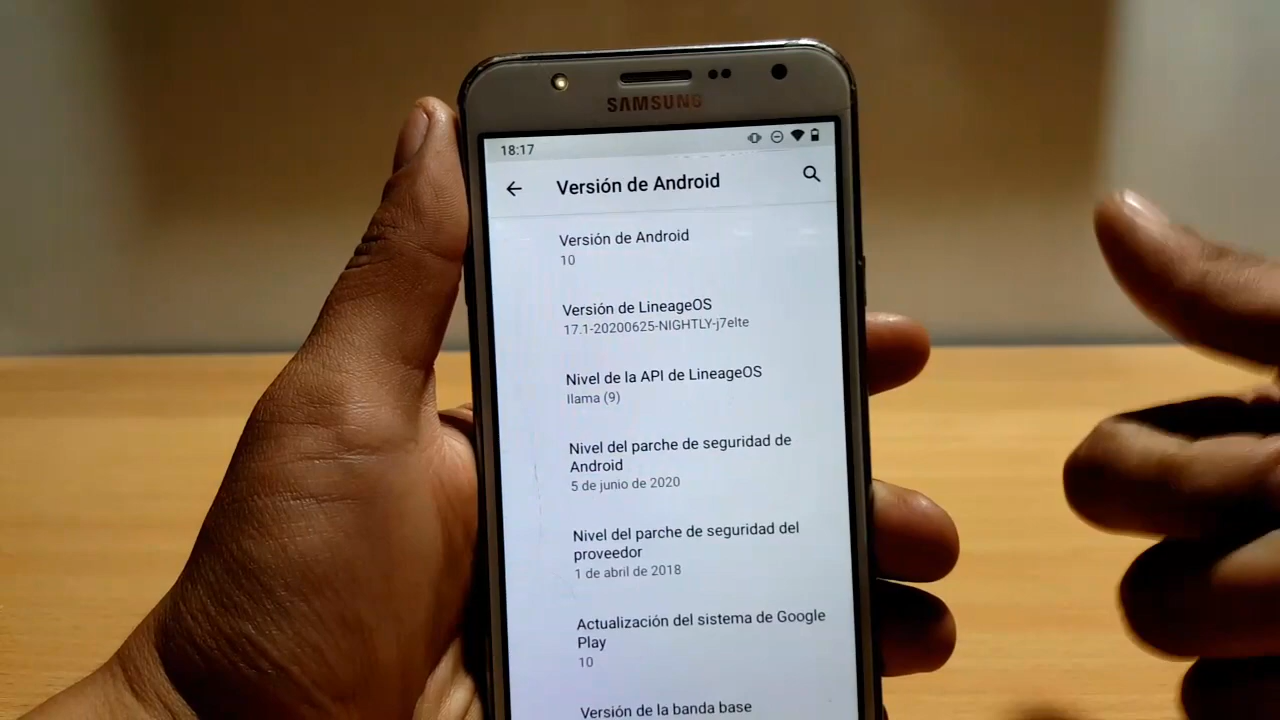 SAMSUNG
18:17
Versión de Android
Versión de Android
10
Versión de LineageOS
17.1-20200625-NIGHTLY-j7elte
Nivel de la API de LineageOS
llama (9)
Nivel del parche de seguridad de
Android
5 de junio de 2020
Nivel del parche de seguridad del
proveedor
1 de abril de 2018
Actualización del sistema de Google
Play
10
Versión de la banda base